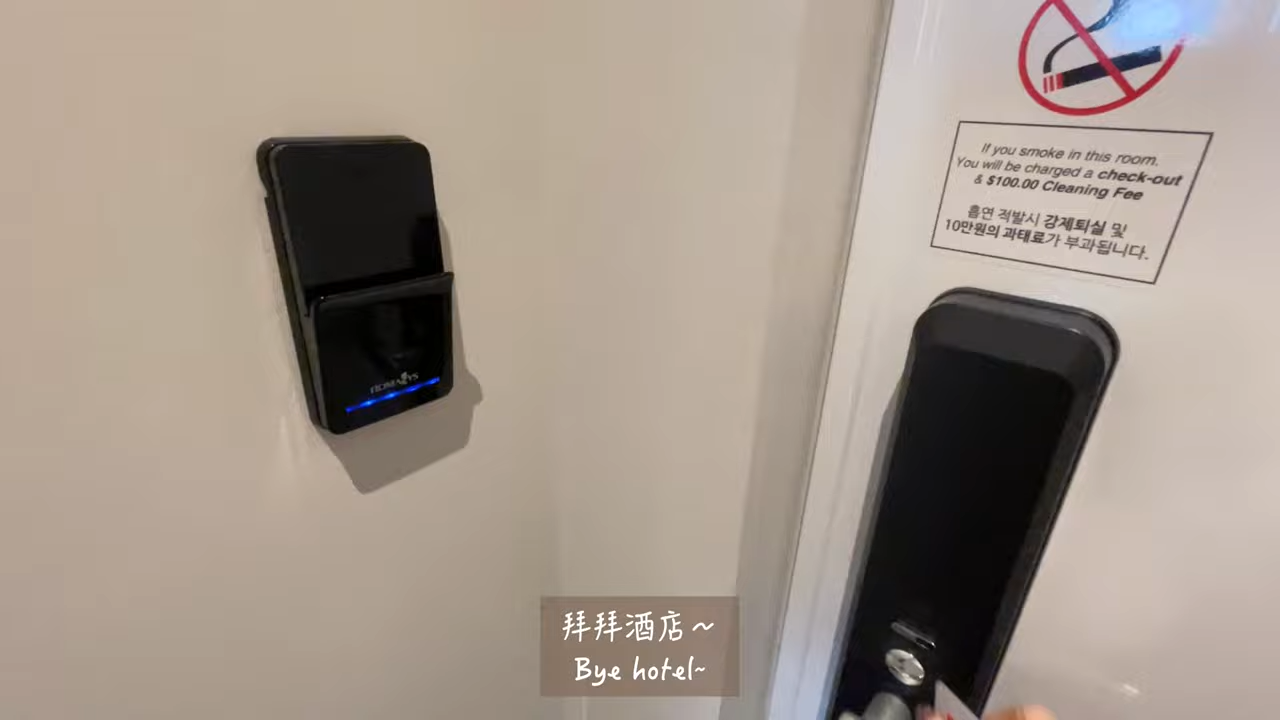 If you smoke in this room.
You will be charged a check-out
& $100.00 Cleaning Fee
흡연 적발시 강제퇴실 및
10만원의 과태료가 부과됩니다.
拜拜酒店~
Bye hotel~